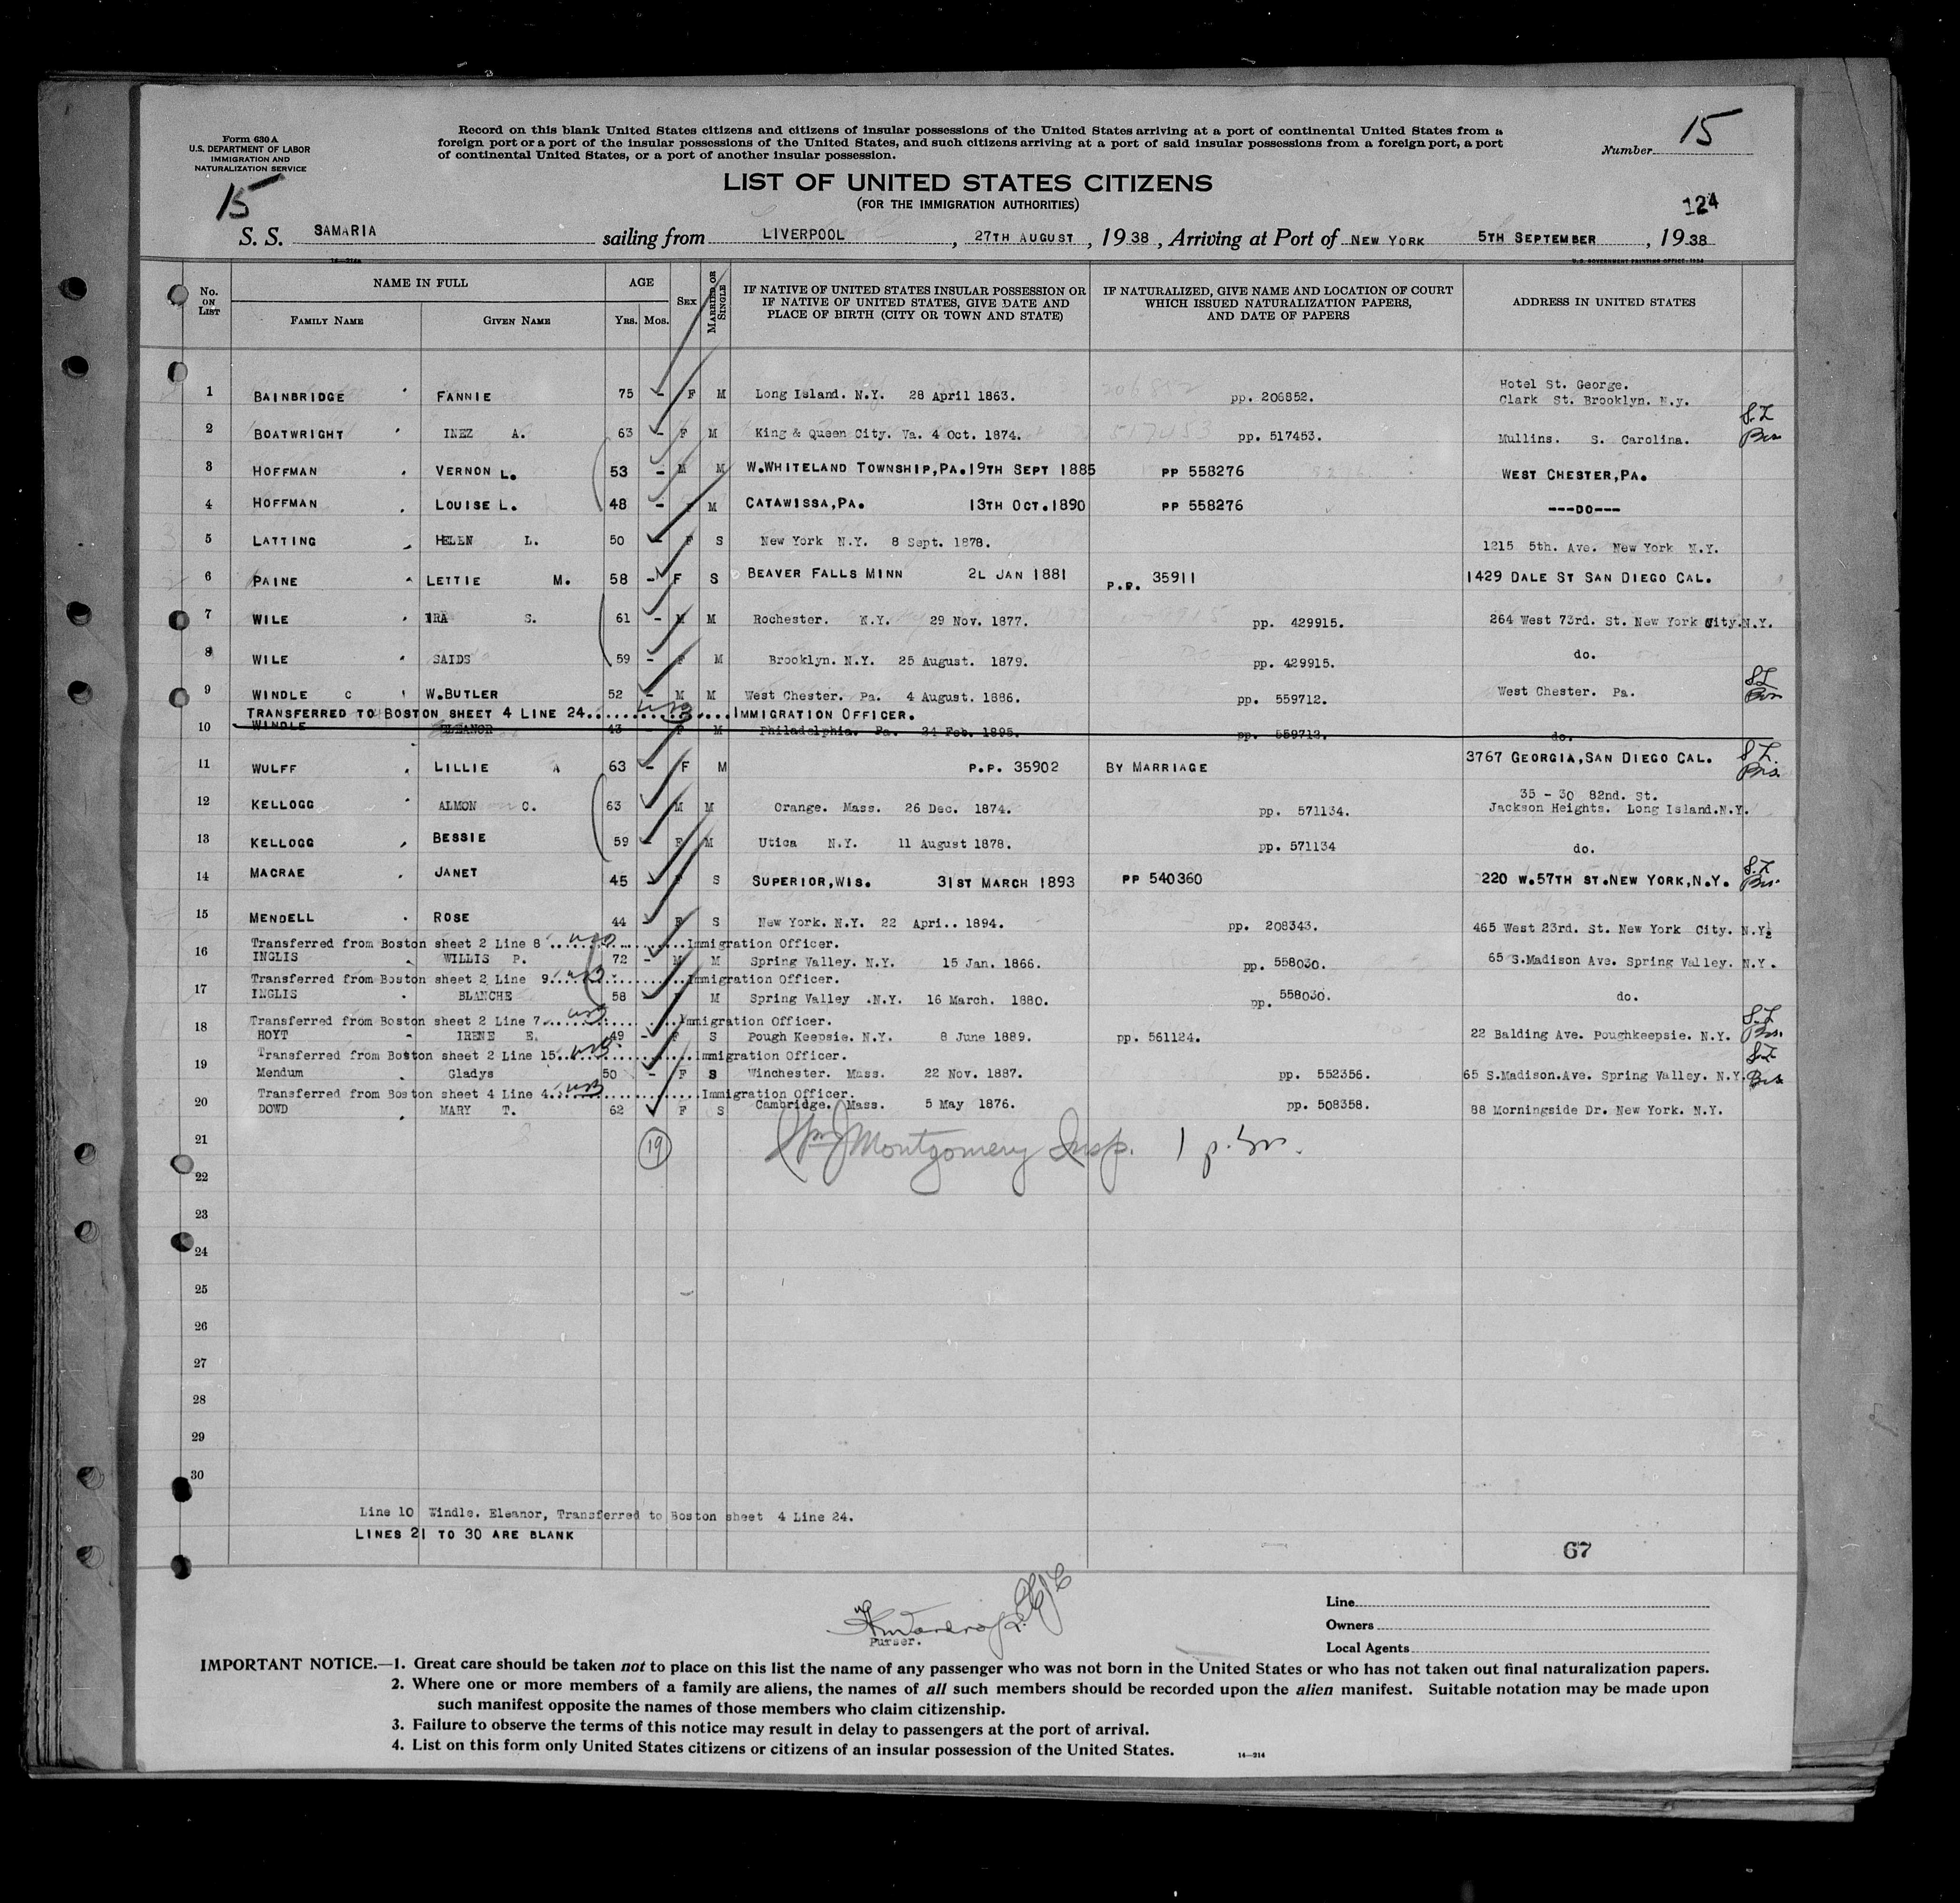 Form 630 A
U.S. DEPARTMENT OF LABOR
IMMIGRATION AND
NATURALIZATION SERVICE
15
Record on this blank United States citizens and citizens of insular possessions of the United States arriving at a port of continental United States from a
foreign port or a port of the insular possessions of the United States, and such citizens arriving at a port of said insular possessions from a foreign port, a port
of continental United States, or a port of another insular possession.
Number 15
LIST OF UNITED STATES CITIZENS
(FOR THE IMMIGRATION AUTHORITIES)
124
S. S. SAMARIA sailing from LIVERPOOL, 27TH AUGUST, 1938, Arriving at Port of NEW YORK 5TH SEPTEMBER, 1938
14—214a U.S. GOVERNMENT PRINTING OFFICE: 1934
No. ON LIST NAME IN FULL AGE SEX MARRIED OR SINGLE IF NATIVE OF UNITED STATES INSULAR POSSESSION OR IF NATIVE OF UNITED STATES, GIVE DATE AND PLACE OF BIRTH (CITY OR TOWN AND STATE) IF NATURALIZED, GIVE NAME AND LOCATION OF COURT WHICH ISSUED NATURALIZATION PAPERS, AND DATE OF PAPERS ADDRESS IN UNITED STATES
FAMILY NAME GIVEN NAME YRS. MOS.
1 BAINBRIDGE FANNIE 75 - F M Long Island. N.Y. 28 April 1863. 206852 pp. 206852. Hotel St. George. Clark St. Brooklyn. N.y.
2 BOATWRIGHT INEZ A. 63 - F M King & Queen City. Va. 4 Oct. 1874. 517453 pp. 517453. Mullins. S. Carolina.
3 HOFFMAN VERNON L. 53 - M M W.WHITELAND TOWNSHIP,PA.19TH SEPT 1885 PP 558276 WEST CHESTER,PA.
4 HOFFMAN LOUISE L. 48 - F M CATAWISSA,PA. 13TH OCT.1890 PP 558276 ---DO---
5 LATTING HELEN L. 50 - F S New York N.Y. 8 Sept. 1878. 1215 5th. Ave. New York N.Y.
6 PAINE LETTIE M. 58 - F S BEAVER FALLS MINN 2L JAN 1881 P.P. 35911 1429 DALE ST SAN DIEGO CAL.
7 WILE IRA S. 61 - M M Rochester. N.Y. 29 Nov. 1877. pp. 429915. 264 West 73rd. St. New York City.N.Y.
8 WILE SAIDS 59 - F M Brooklyn. N.Y. 25 August. 1879. pp. 429915. do.
9 WINDLE C W.BUTLER 52 - M M West Chester. Pa. 4 August. 1886. pp. 559712. West Chester. Pa.
TRANSFERRED TO BOSTON SHEET 4 LINE 24..............IMMIGRATION OFFICER.
10 WINDLE ELEANOR 43 - F M Philadelphia. Pa. 24 Feb. 1895. pp. 559712. do.
11 WULFF LILLIE A 63 - F M P.P. 35902 BY MARRIAGE 3767 GEORGIA,SAN DIEGO CAL.
12 KELLOGG ALMON C. 63 M M Orange. Mass. 26 Dec. 1874. pp. 571134. 35 - 30 82nd. St. Jackson Heights. Long Island.N.Y.
13 KELLOGG BESSIE 59 - F M Utica N.Y. 11 August 1878. pp. 571134 do.
14 MACRAE JANET 45 F S SUPERIOR,WIS. 31ST MARCH 1893 PP 540360 220 W.57TH ST.NEW YORK,N.Y.
15 MENDELL ROSE 44 F S New York. N.Y. 22 Apri.. 1894. pp. 208343. 465 West 23rd. St. New York City. N.Y.
Transferred from Boston sheet 2 Line 8 ..............Immigration Officer.
16 INGLIS WILLIS P. 72 - M M Spring Valley. N.Y. 15 Jan. 1866. pp. 558030. 65 S.Madison Ave. Spring Valley. N.Y.
Transferred from Boston sheet 2 Line 9..............Immigration Officer.
17 INGLIS BLANCHE 58 - F M Spring Valley .N.Y. 16 March. 1880. pp. 558030. do.
Transferred from Boston sheet 2 Line 7..............Immigration Officer.
18 HOYT IRENE E. 49 - F S Pough Keepsie. N.Y. 8 June 1889. pp. 561124. 22 Balding Ave. Poughkeepsie. N.Y.
Transferred from Boston sheet 2 Line 15..............Immigration Officer.
19 Mendum Gladys 50 - F S Winchester. Mass. 22 Nov. 1887. pp. 552356. 65 S.Madison.Ave. Spring Valley. N.Y.
Transferred from Boston sheet 4 Line 4..............Immigration Officer.
20 DOWD MARY T. 62 F S Cambridge. Mass. 5 May 1876. pp. 508358. 88 Morningside Dr. New York. N.Y.
21 19 Montgomery Insp.
22
23
24
25
26
27
28
29
30
Line 10 Windle. Eleanor, Transferred to Boston sheet 4 Line 24.
LINES 21 TO 30 ARE BLANK
67
Purser.
Line
Owners
Local Agents
IMPORTANT NOTICE.—1. Great care should be taken not to place on this list the name of any passenger who was not born in the United States or who has not taken out final naturalization papers.
2. Where one or more members of a family are aliens, the names of all such members should be recorded upon the alien manifest. Suitable notation may be made upon
such manifest opposite the names of those members who claim citizenship.
3. Failure to observe the terms of this notice may result in delay to passengers at the port of arrival.
4. List on this form only United States citizens or citizens of an insular possession of the United States.
14—214